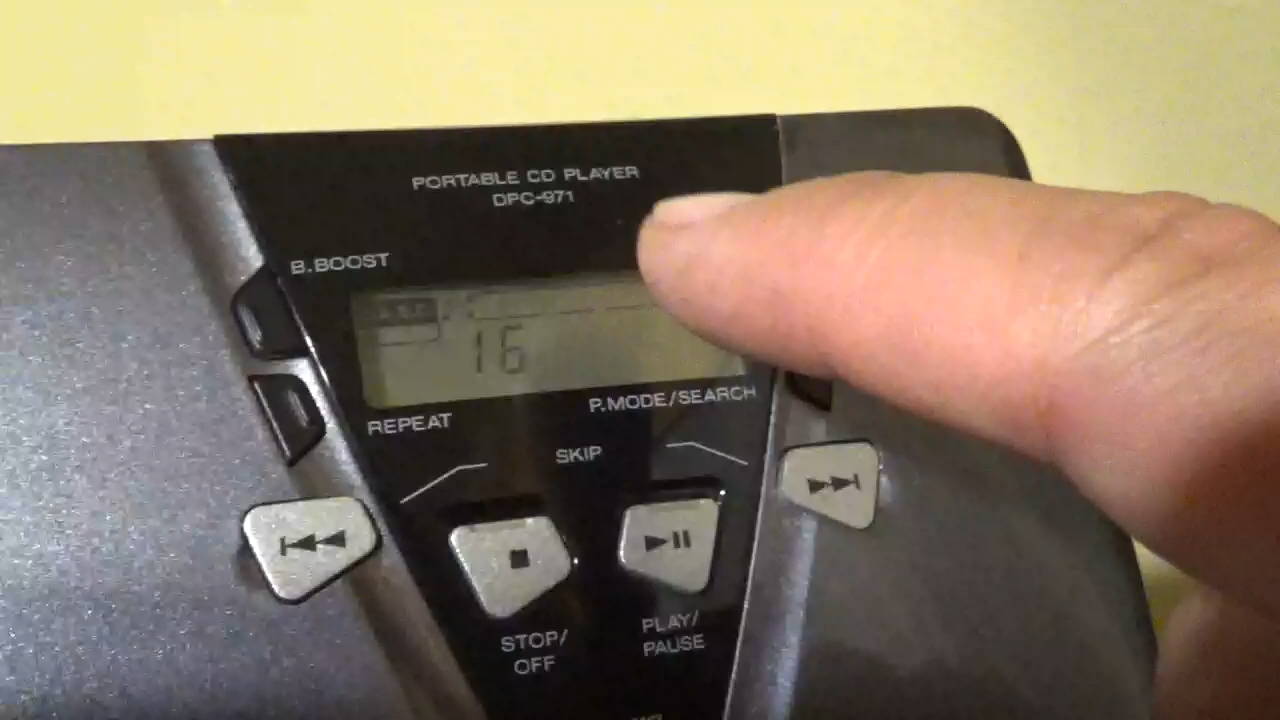 PORTABLE CD PLAYER
DPC-971
B.BOOST
16
REPEAT
P.MODE/SEARCH
SKIP
STOP/
OFF
PLAY/
PAUSE